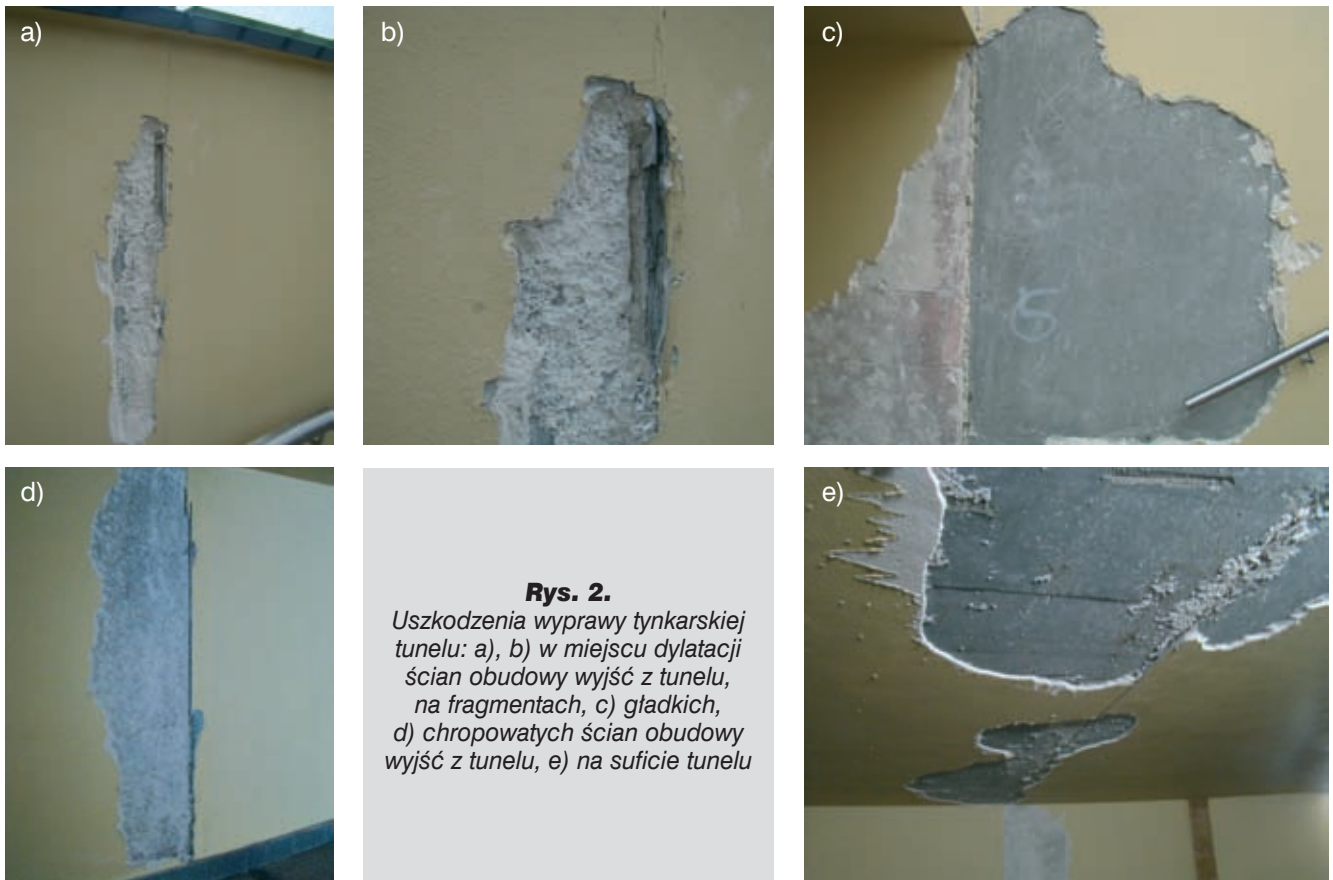 a)
b)
c)
d)
Rys. 2.
Uszkodzenia wyprawy tynkarskiej
tunelu: a), b) w miejscu dylatacji
ścian obudowy wyjść z tunelu,
na fragmentach, c) gładkich,
d) chropowatych ścian obudowy
wyjść z tunelu, e) na suficie tunelu
e)